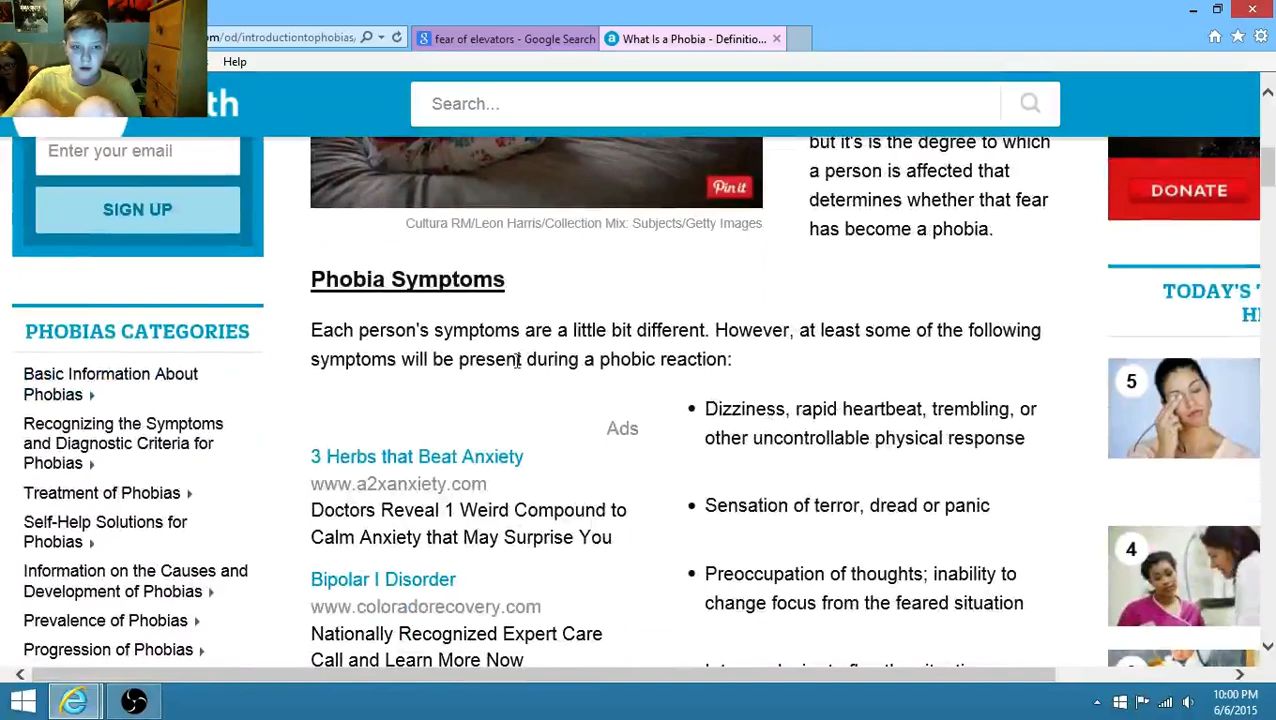 om/od/introductiontophobias/
fear of elevators - Google Search
What Is a Phobia - Definitio...
Help
th
Search...
Enter your email
SIGN UP
Pin it
but it's is the degree to which
a person is affected that
determines whether that fear
has become a phobia.
DONATE
Cultura RM/Leon Harris/Collection Mix: Subjects/Getty Images
Phobia Symptoms
Each person's symptoms are a little bit different. However, at least some of the following
symptoms will be present during a phobic reaction:
PHOBIAS CATEGORIES
Basic Information About
Phobias
Recognizing the Symptoms
and Diagnostic Criteria for
Phobias
Treatment of Phobias
Self-Help Solutions for
Phobias
Information on the Causes and
Development of Phobias
Prevalence of Phobias
Progression of Phobias
Ads
3 Herbs that Beat Anxiety
www.a2xanxiety.com
Doctors Reveal 1 Weird Compound to
Calm Anxiety that May Surprise You
Bipolar I Disorder
www.coloradorecovery.com
Nationally Recognized Expert Care
Call and Learn More Now
• Dizziness, rapid heartbeat, trembling, or
other uncontrollable physical response
• Sensation of terror, dread or panic
• Preoccupation of thoughts; inability to
change focus from the feared situation
TODAY'S
5
4
10:00 PM
6/6/2015